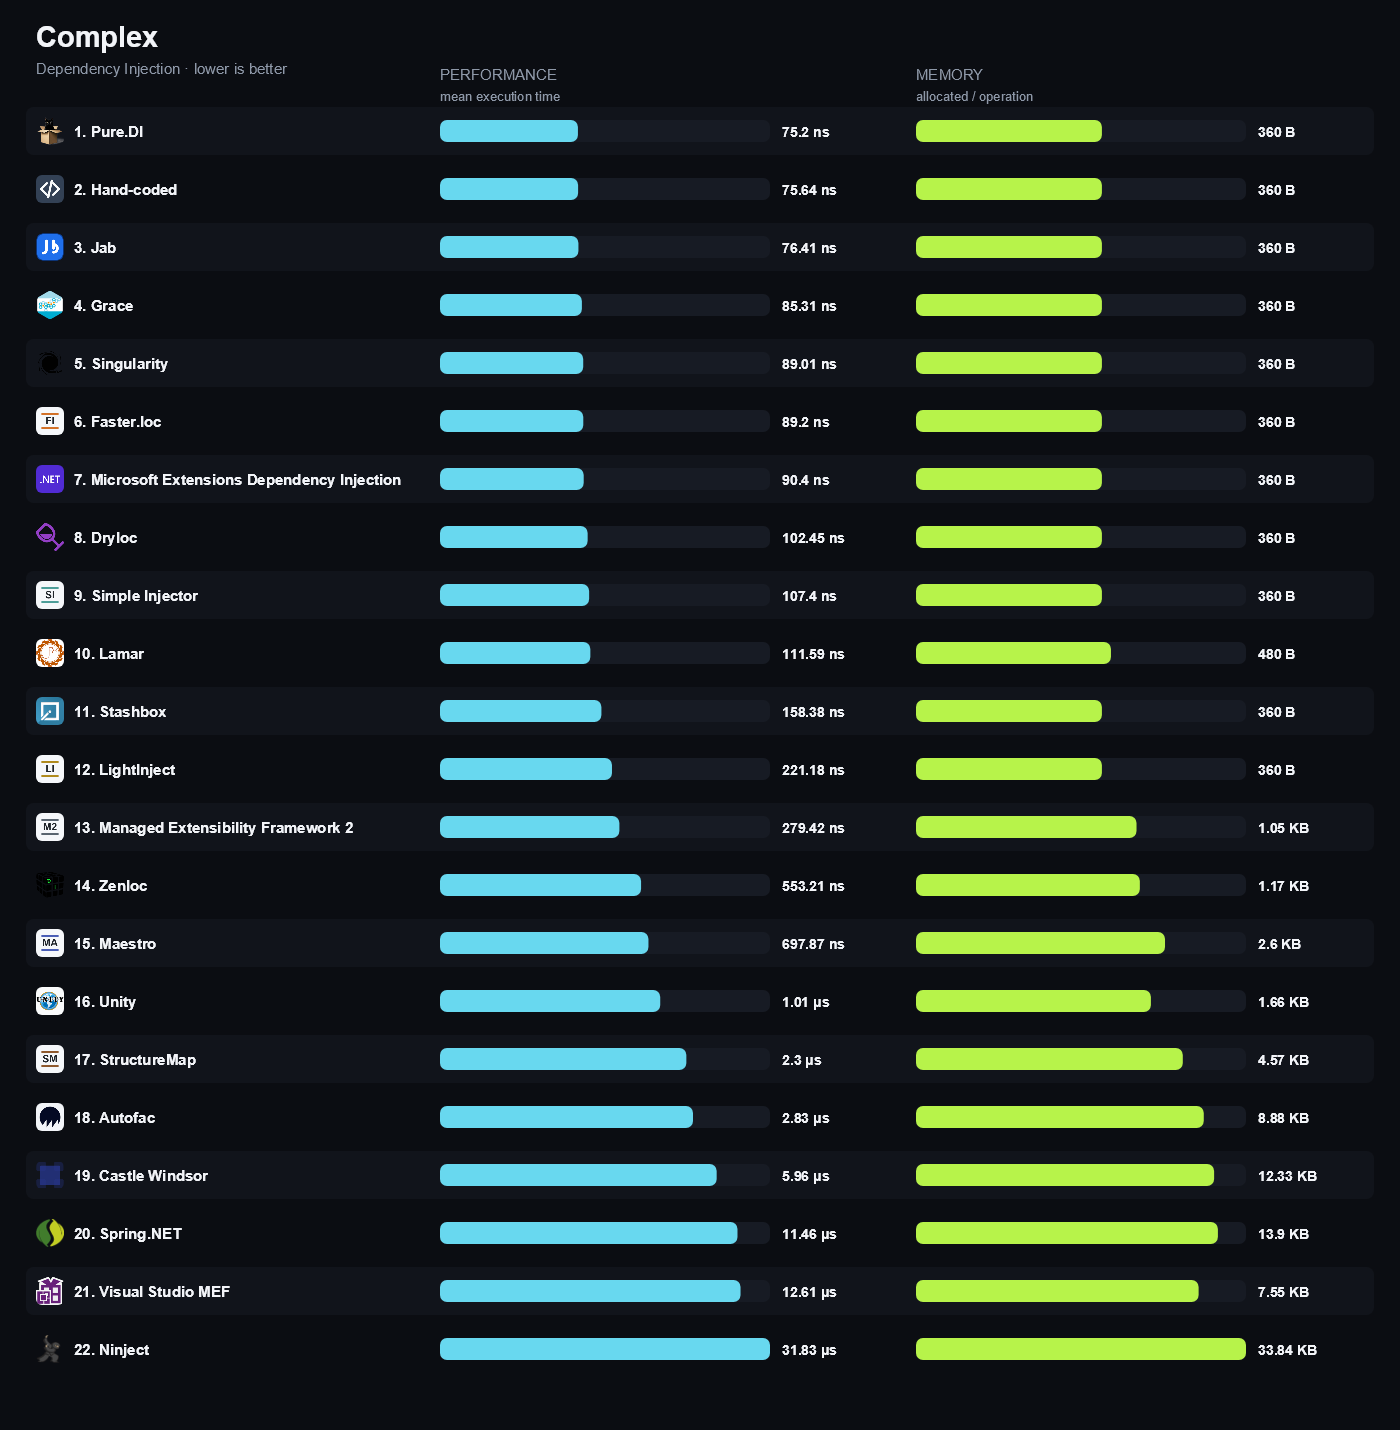 Complex
Dependency Injection · lower is better
PERFORMANCE
mean execution time
MEMORY
allocated / operation
1. Pure.DI 75.2 ns 360 B
</> 2. Hand-coded 75.64 ns 360 B
Jb 3. Jab 76.41 ns 360 B
4. Grace 85.31 ns 360 B
5. Singularity 89.01 ns 360 B
FI 6. Faster.Ioc 89.2 ns 360 B
.NET 7. Microsoft Extensions Dependency Injection 90.4 ns 360 B
8. DryIoc 102.45 ns 360 B
SI 9. Simple Injector 107.4 ns 360 B
10. Lamar 111.59 ns 480 B
11. Stashbox 158.38 ns 360 B
LI 12. LightInject 221.18 ns 360 B
M2 13. Managed Extensibility Framework 2 279.42 ns 1.05 KB
14. ZenIoc 553.21 ns 1.17 KB
MA 15. Maestro 697.87 ns 2.6 KB
UNITY 16. Unity 1.01 µs 1.66 KB
SM 17. StructureMap 2.3 µs 4.57 KB
18. Autofac 2.83 µs 8.88 KB
19. Castle Windsor 5.96 µs 12.33 KB
20. Spring.NET 11.46 µs 13.9 KB
21. Visual Studio MEF 12.61 µs 7.55 KB
22. Ninject 31.83 µs 33.84 KB